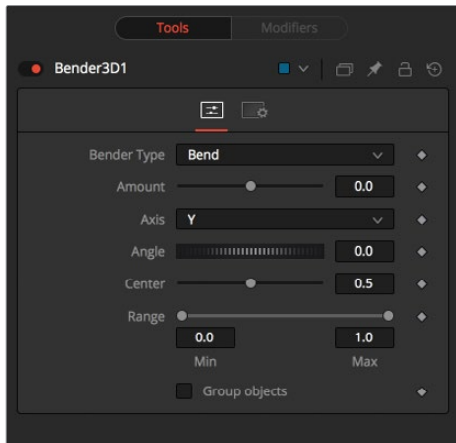 Tools Modifiers
Bender3D1
Bender Type Bend
Amount 0.0
Axis Y
Angle 0.0
Center 0.5
Range
0.0 1.0
Min Max
Group objects